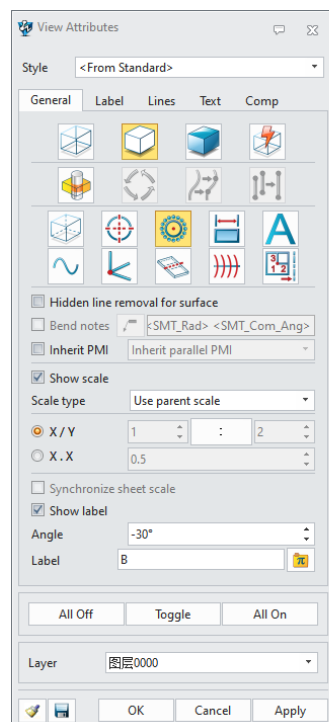 View Attributes
Style <From Standard>
General Label Lines Text Comp
A
3
1 2
Hidden line removal for surface
Bend notes <SMT_Rad> <SMT_Com_Ang>
Inherit PMI Inherit parallel PMI
Show scale
Scale type Use parent scale
X / Y 1 : 2
X . X 0.5
Synchronize sheet scale
Show label
Angle -30°
Label B π
All Off Toggle All On
Layer 图层0000
OK Cancel Apply